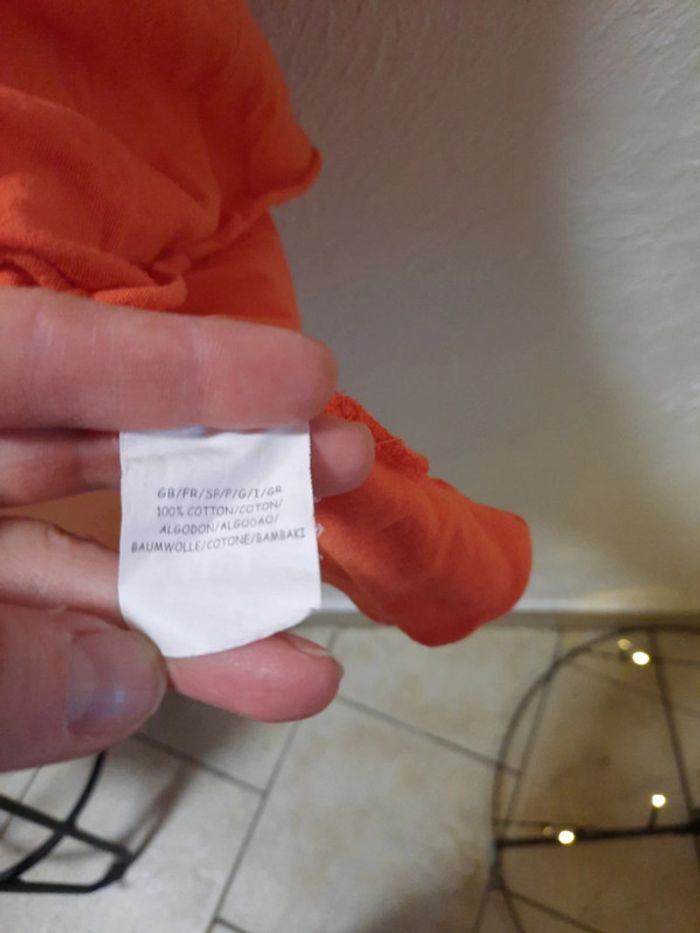 GB/FR/SP/P/G/I/GR
100% COTTON/COTON/
ALGODON/ALGODAO/
BAUMWOLLE/COTONE/BAMBAKI